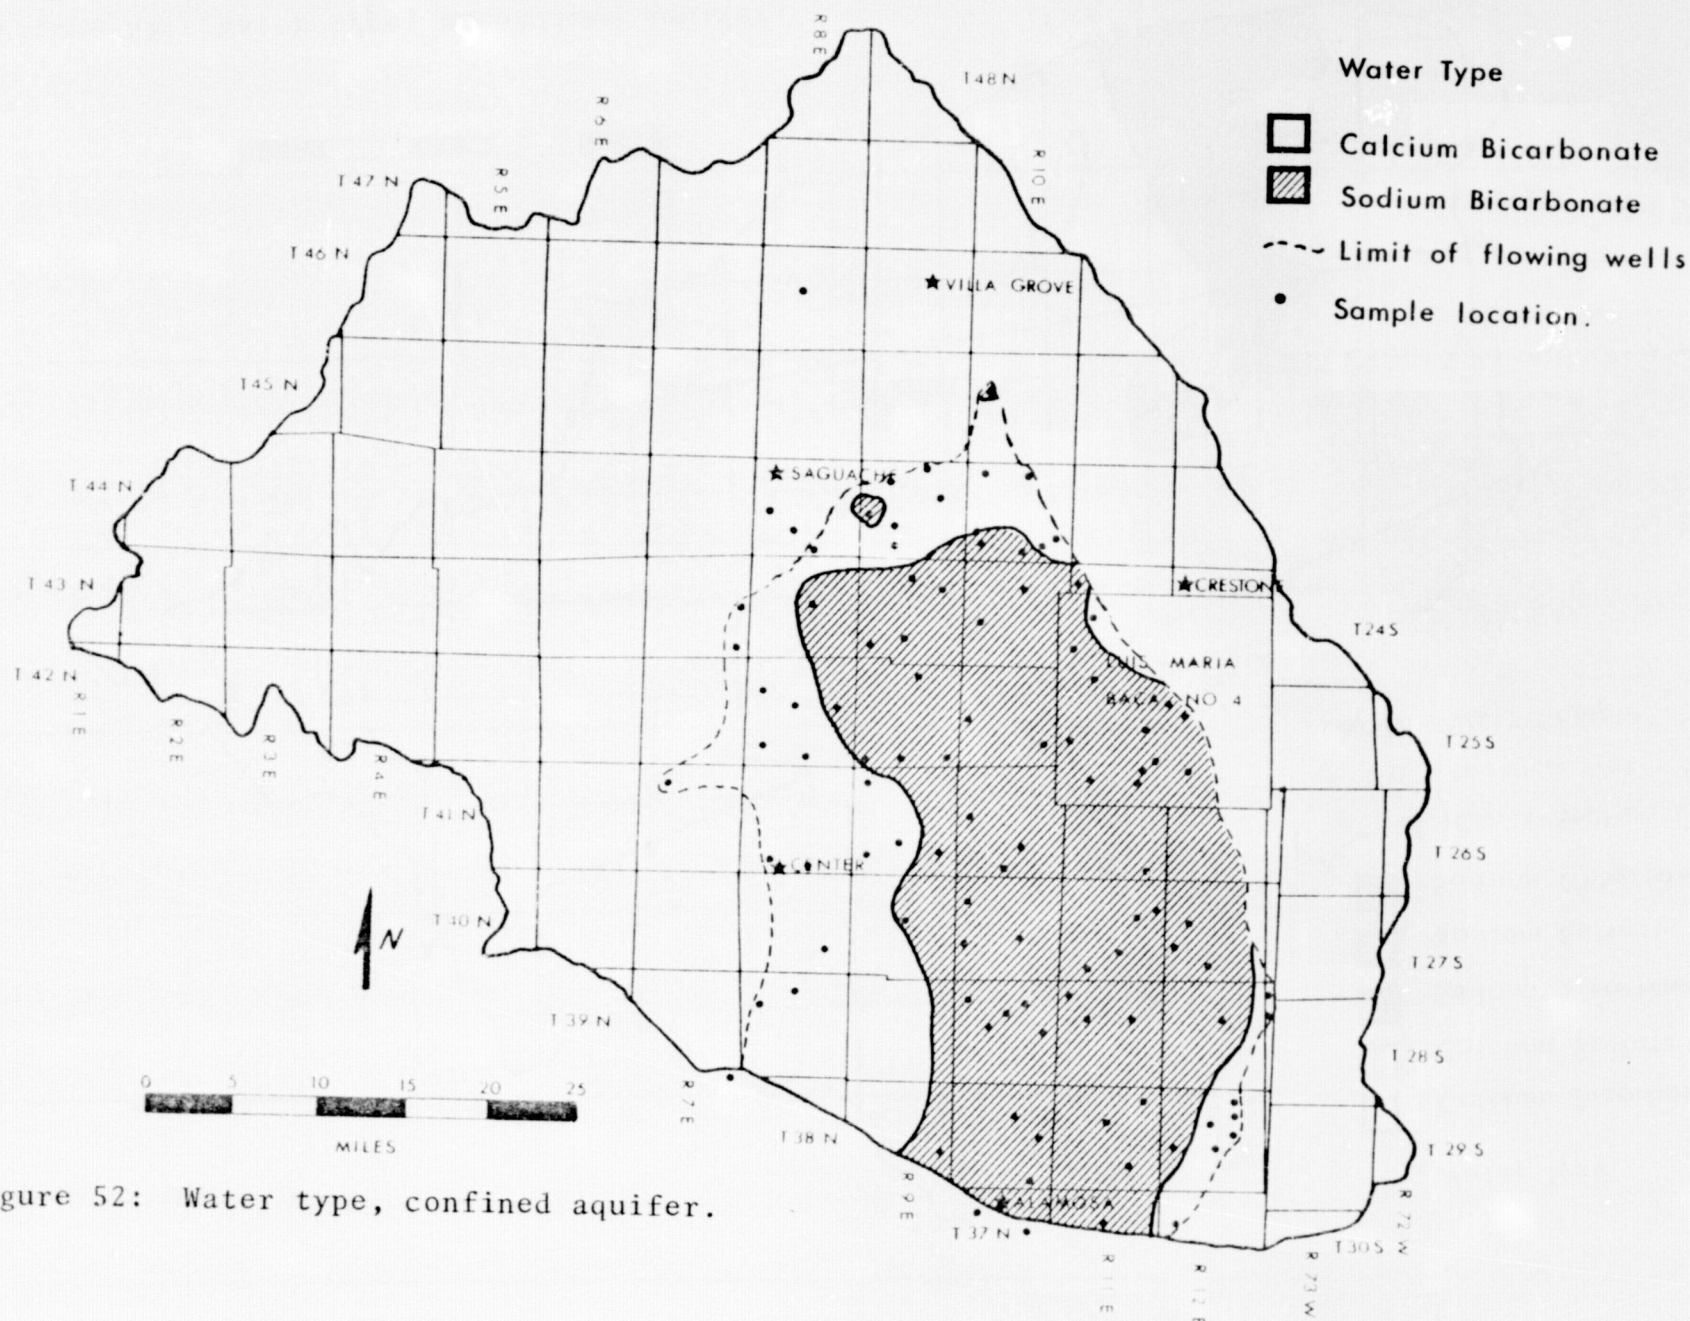 R8E
T48N
Water Type
R6E
Calcium Bicarbonate
R10E
T47N
R5E
Sodium Bicarbonate
T46N
Limit of flowing wells
VILLA GROVE
Sample location.
T45N
SAGUACHE
T44N
T43N
CRESTONE
T24S
LUIS MARIA
T42N
BACA NO 4
R1E
R2E
R3E
R4E
T25S
T41N
T26S
CENTER
T40N
N
T27S
T39N
T28S
0 5 10 15 20 25
R7E
T38N
MILES
T29S
gure 52: Water type, confined aquifer.
R9E
ALAMOSA
R72W
T37N
T30S
R11E
R12E
R73W